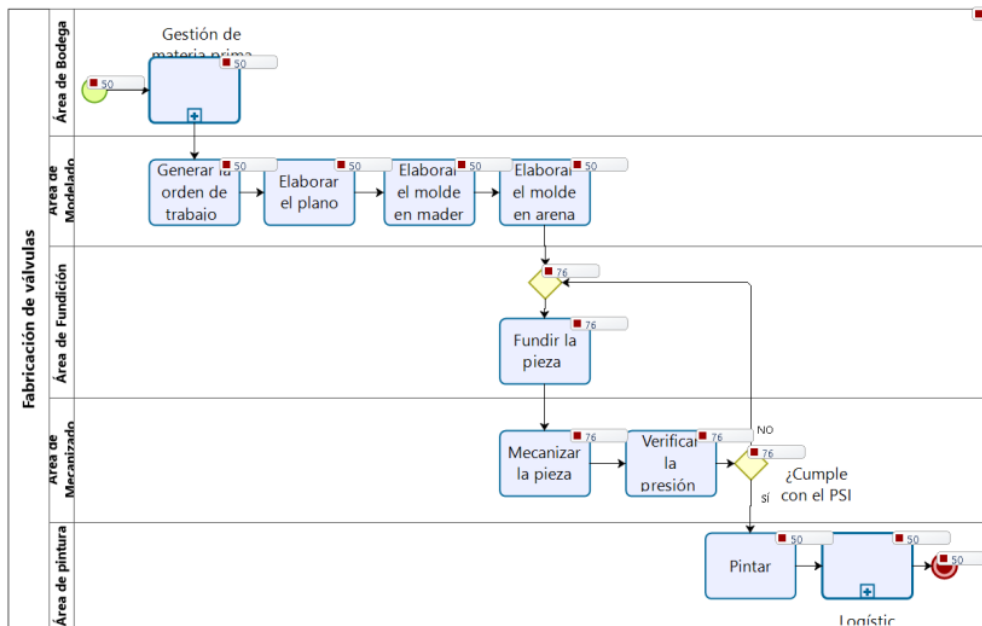 Fabricación de válvulas
Área de Bodega
Gestión de
materia prima
50
50
Área de
Modelado
Generar la
orden de
trabajo
50
Elaborar
el plano
50
Elaborar
el molde
en mader
50
Elaborar
el molde
en arena
50
Área de Fundición
76
Fundir la
pieza
76
Área de
Mecanizado
Mecanizar
la pieza
76
Verificar
la
presión
76
NO
76
¿Cumple
con el PSI
sí
Área de pintura
Pintar
50
50
50
Logístic